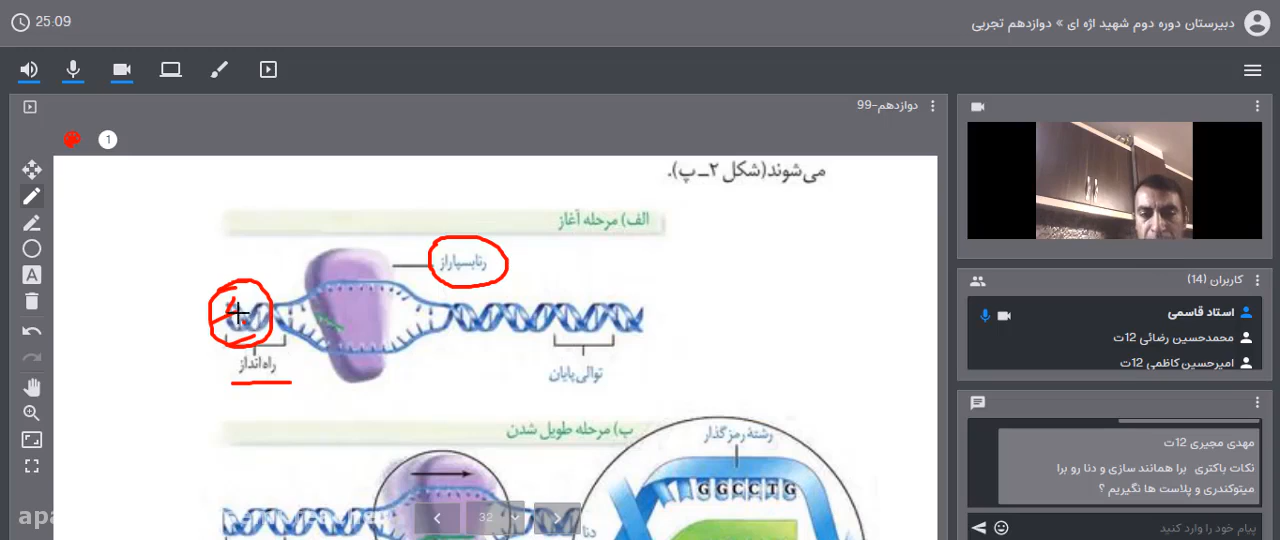 25:09
دبیرستان دوره دوم شهید اژه ای » دوازدهم تجربی
دوازدهم-99
1
می‌شوند(شکل ۲ــ پ).
الف) مرحله آغاز
رنابسپاراز
راه‌انداز
توالی پایان
ب) مرحله طویل شدن
رشتهٔ رمزگذار
GGCCTG
دنا
32
کاربران (14)
استاد قاسمی
محمدحسین رضائی 12ت
امیرحسین کاظمی 12ت
مهدی مجیری 12ت
نکات باکتری برا همانند سازی و دنا رو برا
میتوکندری و پلاست ها نگیریم ؟
پیام خود را وارد کنید